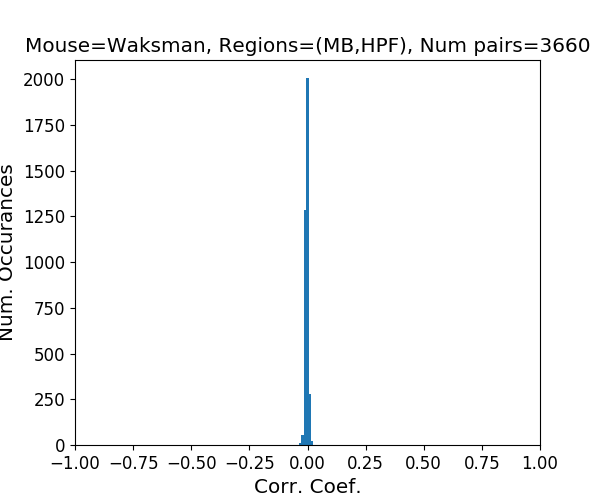 Mouse=Waksman, Regions=(MB,HPF), Num pairs=3660
2000
1750
1500
1250
1000
750
500
250
0
Num. Occurances
−1.00 −0.75 −0.50 −0.25 0.00 0.25 0.50 0.75 1.00
Corr. Coef.